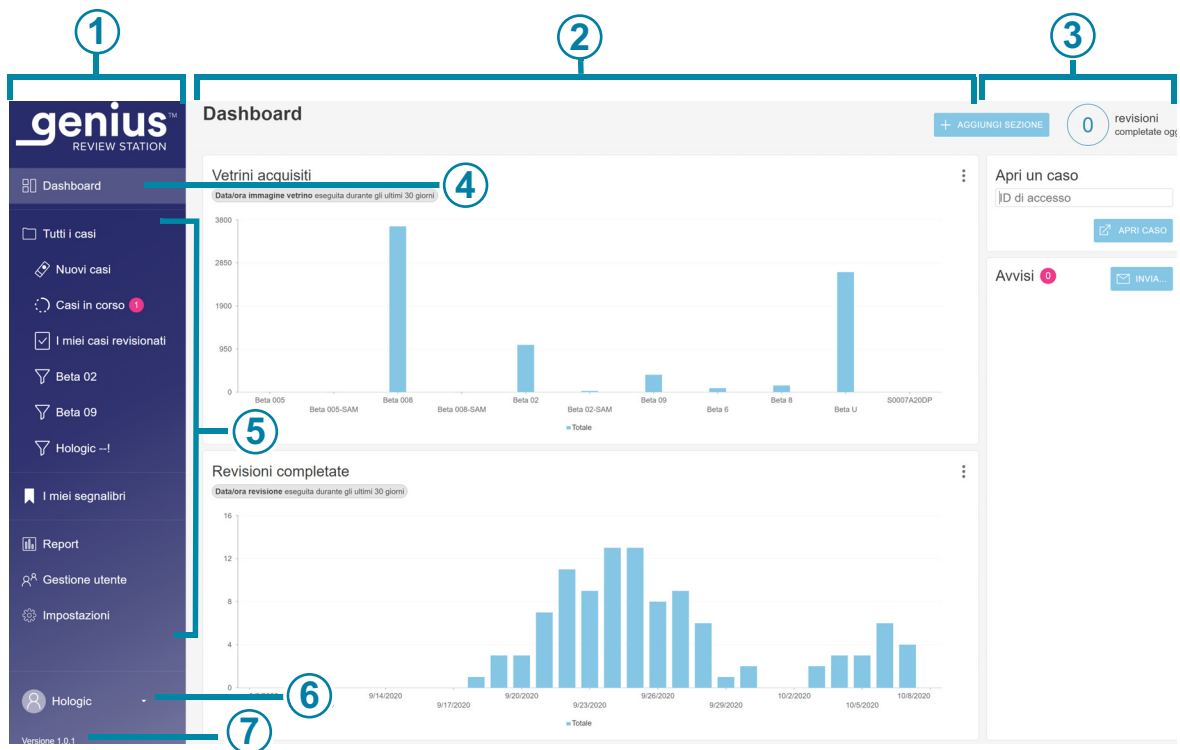 1
2
3
genius™
REVIEW STATION
Dashboard
Tutti i casi
Nuovi casi
Casi in corso 1
I miei casi revisionati
Beta 02
Beta 09
Hologic --!
I miei segnalibri
Report
Gestione utente
Impostazioni
Hologic
Versione 1.0.1
4
5
6
7
Dashboard
+ AGGIUNGI SEZIONE
0
revisioni
completate ogg
Vetrini acquisiti
Data/ora immagine vetrino eseguita durante gli ultimi 30 giorni
3800
2850
1900
950
0
Beta 005
Beta 005-SAM
Beta 008
Beta 008-SAM
Beta 02
Beta 02-SAM
Beta 09
Beta 6
Beta 8
Beta U
S0007A20DP
Totale
Revisioni completate
Data/ora revisione eseguita durante gli ultimi 30 giorni
16
12
8
4
0
9/14/2020
9/17/2020
9/20/2020
9/23/2020
9/26/2020
9/29/2020
10/2/2020
10/5/2020
10/8/2020
Totale
Apri un caso
ID di accesso
APRI CASO
Avvisi 0
INVIA...